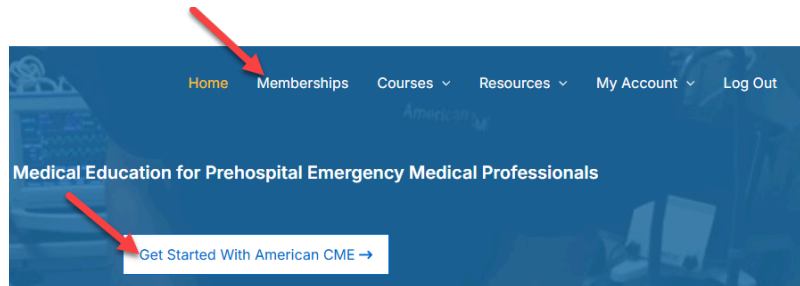 Home Memberships Courses Resources My Account Log Out
American
Medical Education for Prehospital Emergency Medical Professionals
Get Started With American CME →